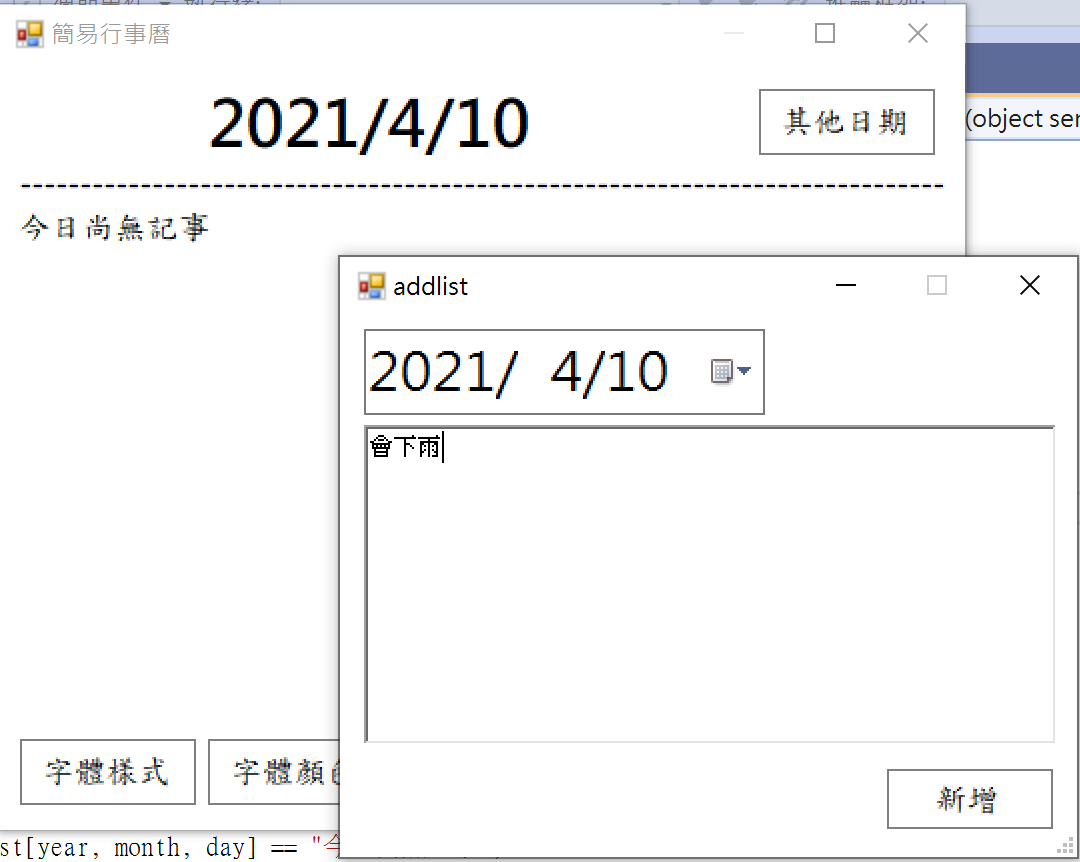 簡易行事曆
2021/4/10
其他日期
(object ser
----------------------------------------------------------------------------
今日尚無記事
addlist
2021/ 4/10
會下雨
字體樣式
字體顏
新增
st[year, month, day] == "今